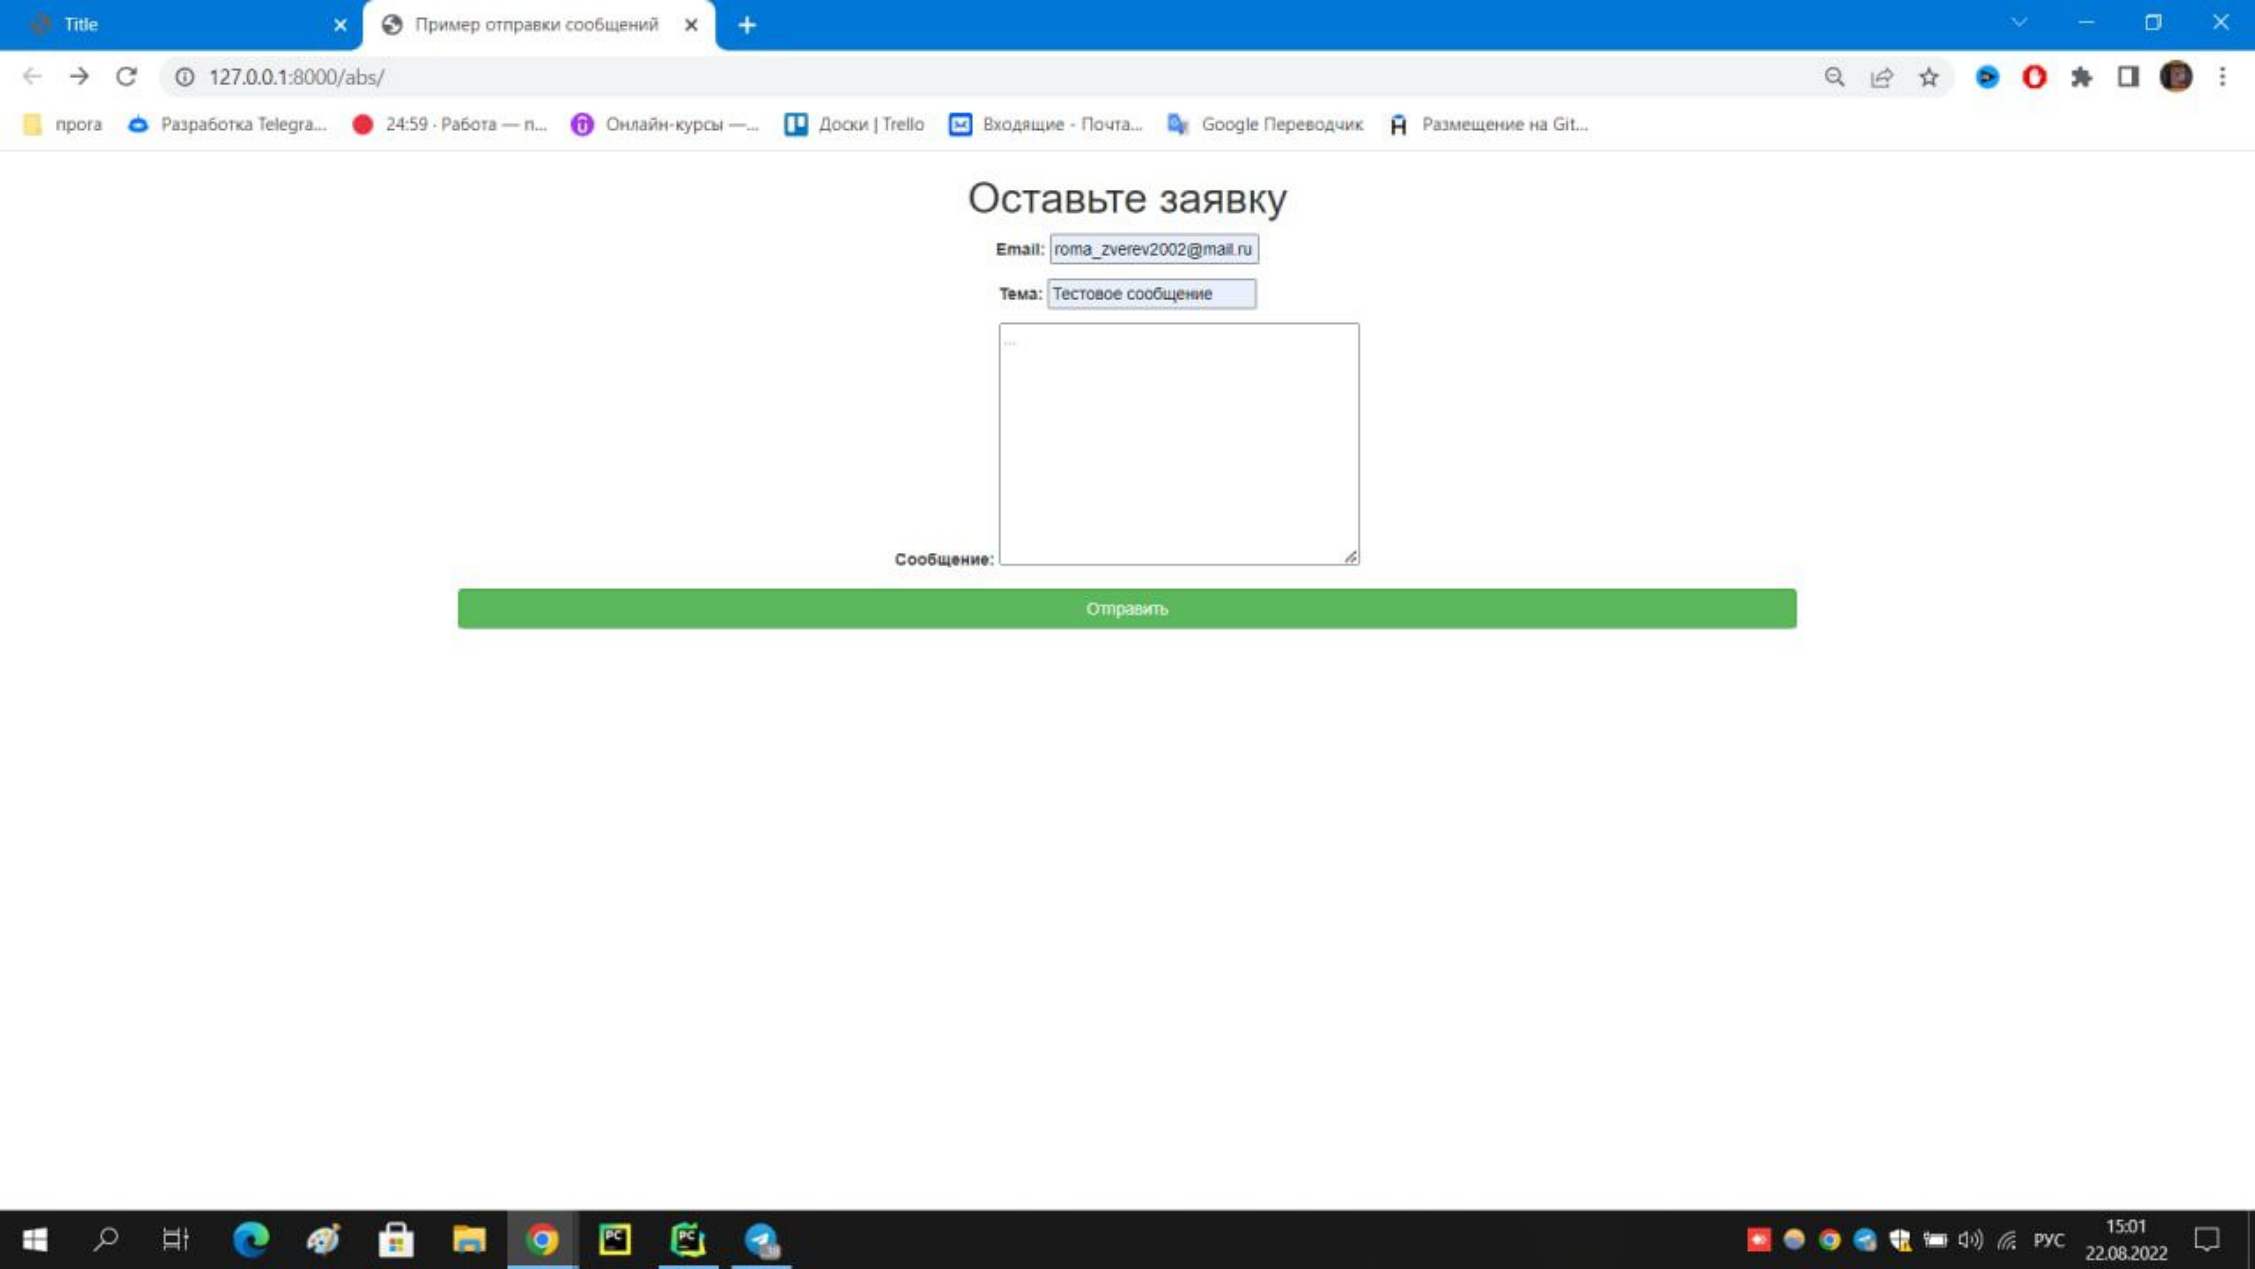 Title
Пример отправки сообщений
127.0.0.1:8000/abs/
прога
Разработка Telegra...
24:59 · Работа — п...
Онлайн-курсы —...
Доски | Trello
Входящие - Почта...
Google Переводчик
Размещение на Git...
Оставьте заявку
Email: roma_zverev2002@mail.ru
Тема: Тестовое сообщение
...
Сообщение:
Отправить
PC
PC
РУС
15:01
22.08.2022